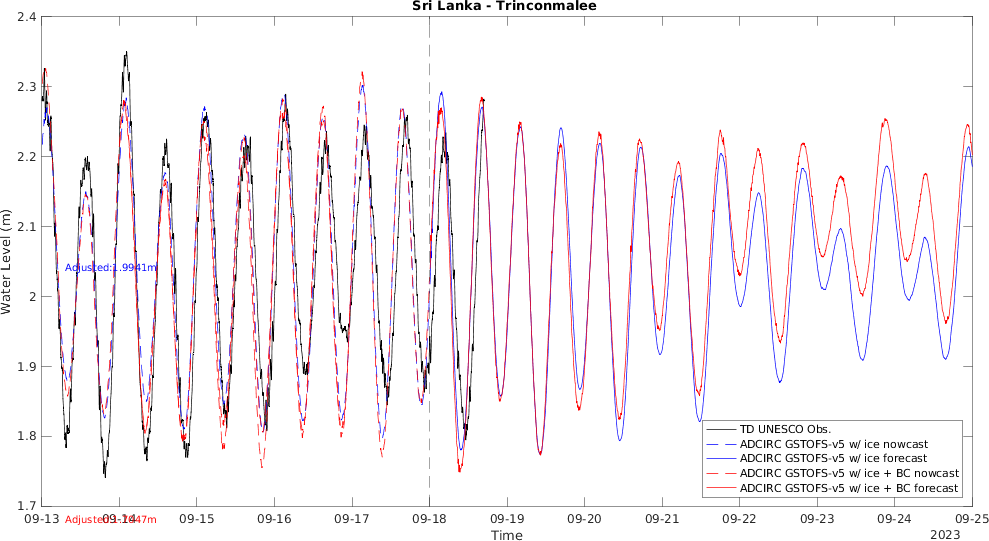 Sri Lanka - Trinconmalee
2.4
2.3
2.2
2.1
2
1.9
1.8
1.7
Water Level (m)
Adjusted:1.9941m
TD UNESCO Obs.
ADCIRC GSTOFS-v5 w/ ice nowcast
ADCIRC GSTOFS-v5 w/ ice forecast
ADCIRC GSTOFS-v5 w/ ice + BC nowcast
ADCIRC GSTOFS-v5 w/ ice + BC forecast
09-13 09-14 09-15 09-16 09-17 09-18 09-19 09-20 09-21 09-22 09-23 09-24 09-25
Time
2023